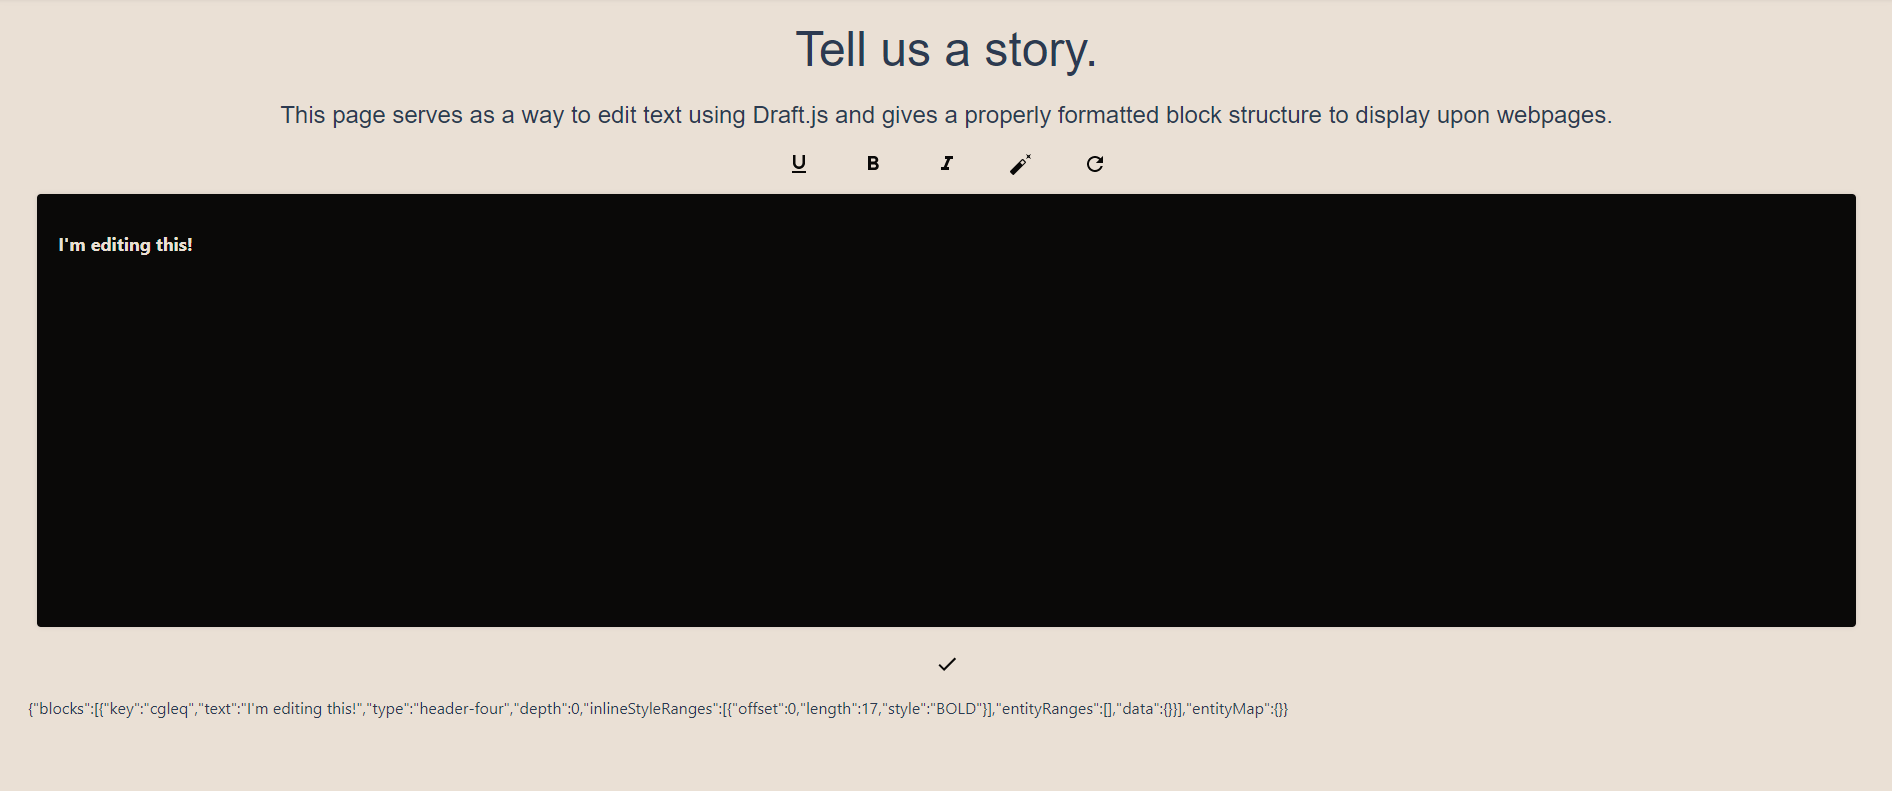 Tell us a story.
This page serves as a way to edit text using Draft.js and gives a properly formatted block structure to display upon webpages.
U B I
I'm editing this!
{"blocks":[{"key":"cgleq","text":"I'm editing this!","type":"header-four","depth":0,"inlineStyleRanges":[{"offset":0,"length":17,"style":"BOLD"}],"entityRanges":[],"data":{}}],"entityMap":{}}